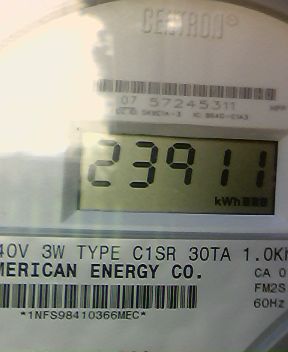 CENTRON®
07 57245311
23911
kWh
40V 3W TYPE C1SR 30TA 1.0Kh
MERICAN ENERGY CO.
CA 0
FM2S
60Hz
*1NFS98410366MEC*